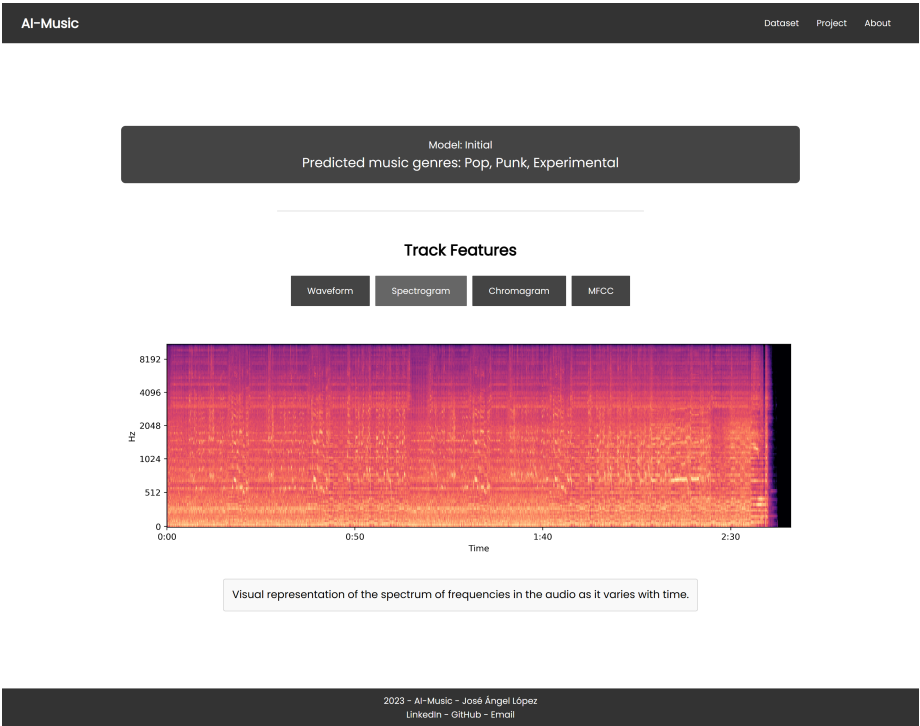 AI-Music
Dataset Project About
Model: Initial
Predicted music genres: Pop, Punk, Experimental
Track Features
Waveform Spectrogram Chromagram MFCC
8192
4096
2048
Hz
1024
512
0
0:00 0:50 1:40 2:30
Time
Visual representation of the spectrum of frequencies in the audio as it varies with time.
2023 - AI-Music - José Ángel López
LinkedIn - GitHub - Email